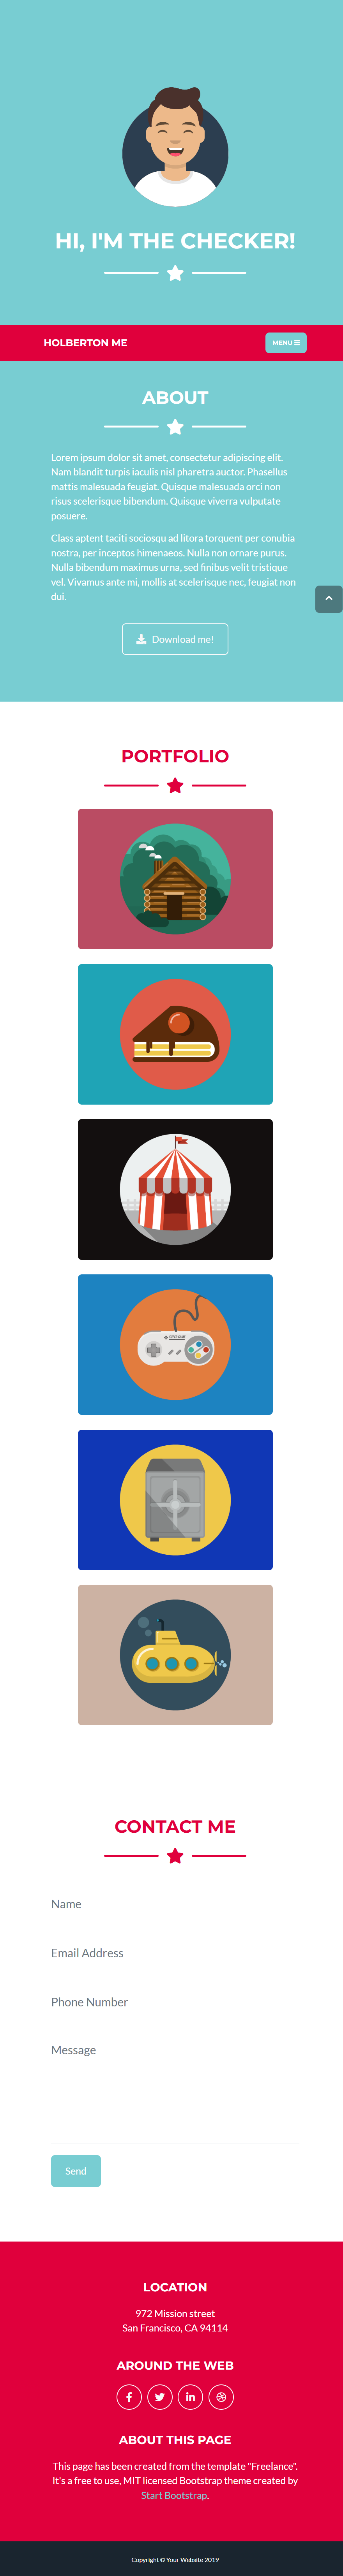 HI, I'M THE CHECKER!
HOLBERTON ME
MENU
ABOUT
Lorem ipsum dolor sit amet, consectetur adipiscing elit.
Nam blandit turpis iaculis nisl pharetra auctor. Phasellus
mattis malesuada feugiat. Quisque malesuada orci non
risus scelerisque bibendum. Quisque viverra vulputate
posuere.
Class aptent taciti sociosqu ad litora torquent per conubia
nostra, per inceptos himenaeos. Nulla non ornare purus.
Nulla bibendum maximus urna, sed finibus velit tristique
vel. Vivamus ante mi, mollis at scelerisque nec, feugiat non
dui.
Download me!
PORTFOLIO
SUPER GAME
CONTACT ME
Name
Email Address
Phone Number
Message
Send
LOCATION
972 Mission street
San Francisco, CA 94114
AROUND THE WEB
ABOUT THIS PAGE
This page has been created from the template "Freelance".
It's a free to use, MIT licensed Bootstrap theme created by
Start Bootstrap.
Copyright © Your Website 2019